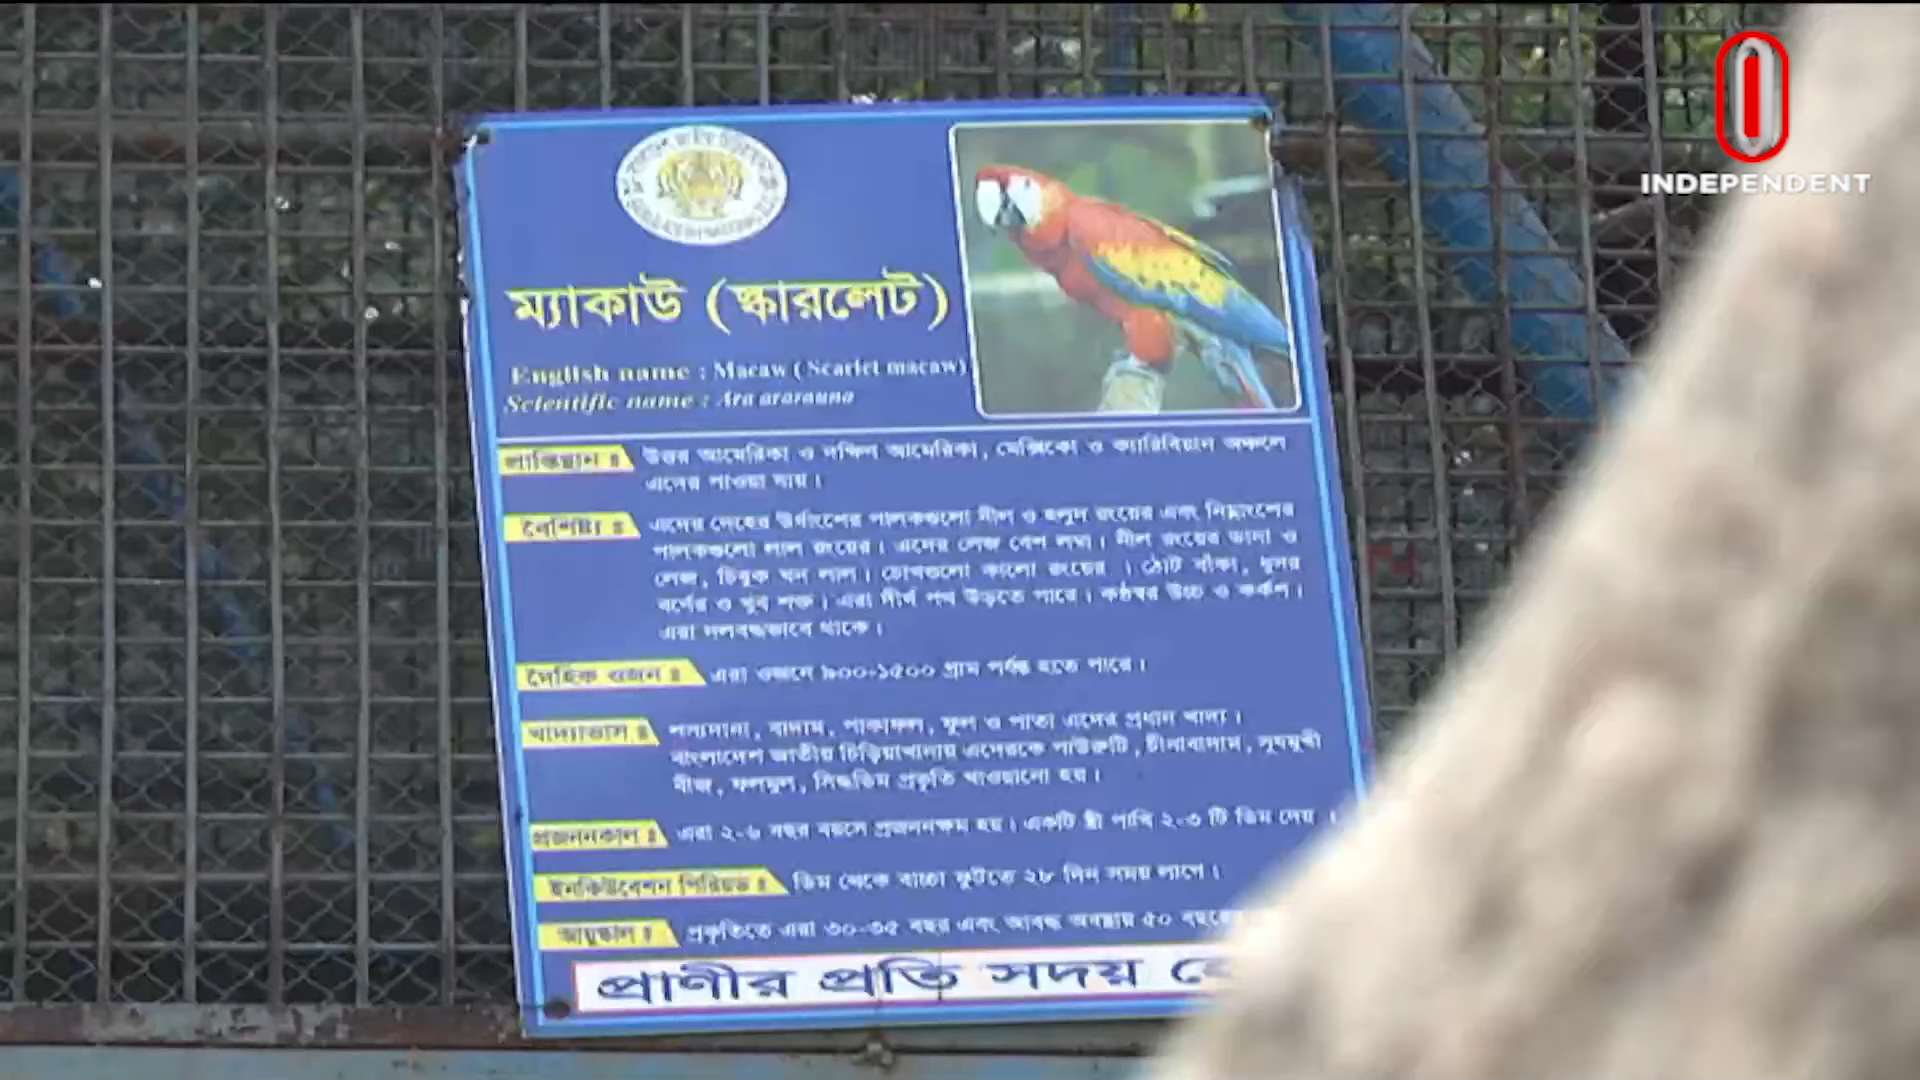 INDEPENDENT
ম্যাকাউ (স্কারলেট)
English name : Macaw (Scarlet macaw)
Scientific name : Ara ararauna
প্রাপ্তিস্থান ঃ উত্তর আমেরিকা ও দক্ষিণ আমেরিকা, মেক্সিকো ও ক্যারিবিয়ান অঞ্চলে
এদের পাওয়া যায়।
বৈশিষ্ট্য ঃ এদের দেহের উর্ধাংশের পালকগুলো নীল ও হলুদ রংয়ের এবং নিম্নাংশের
পালকগুলো লাল রংয়ের। এদের লেজ বেশ লম্বা। নীল রংয়ের ডানা ও
লেজ, চিবুক ঘন লাল। চোখগুলো কালো রংয়ের । ঠোট বাঁকা, ধুসর
বর্ণের ও খুব শক্ত। এরা দীর্ঘ পথ উড়তে পারে। কন্ঠস্বর উচ্চ ও কর্কশ।
এরা দলবদ্ধভাবে থাকে।
দৈহিক ওজন ঃ এরা ওজনে ৯০০-১৫০০ গ্রাম পর্যন্ত হতে পারে।
খাদ্যাভাস ঃ শস্যদানা, বাদাম, পাকাফল, ফুল ও পাতা এদের প্রধান খাদ্য।
বাংলাদেশ জাতীয় চিড়িয়াখানায় এদেরকে পাউরুটি, চীনাবাদাম, সূর্যমুখী
বীজ, ফলমুল, সিদ্ধডিম প্রভৃতি খাওয়ানো হয়।
প্রজননকাল ঃ এরা ২-৬ বছর বয়সে প্রজননক্ষম হয়। একটি স্ত্রী পাখি ২-৩ টি ডিম দেয় ।
ইনকিউবেশন পিরিয়ড ঃ ডিম থেকে বাচ্চা ফুটতে ২৮ দিন সময় লাগে।
আয়ুষ্কাল ঃ প্রকৃতিতে এরা ৩০-৩৫ বছর এবং আবদ্ধ অবস্থায় ৫০ বছরের
প্রাণীর প্রতি সদয়